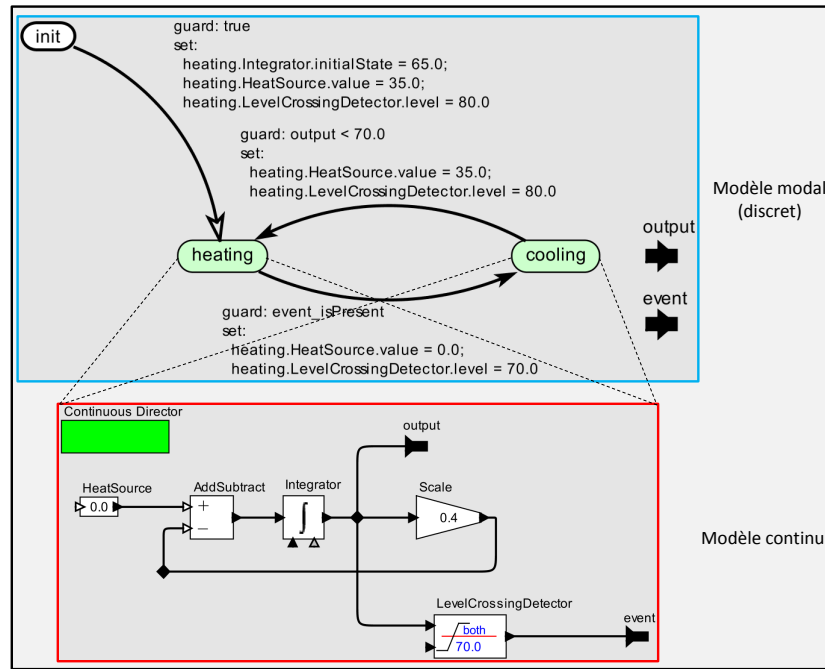 init
guard: true
set:
heating.Integrator.initialState = 65.0;
heating.HeatSource.value = 35.0;
heating.LevelCrossingDetector.level = 80.0
guard: output < 70.0
set:
heating.HeatSource.value = 35.0;
heating.LevelCrossingDetector.level = 80.0
Modèle modal
(discret)
output
heating
cooling
event
guard: event_isPresent
set:
heating.HeatSource.value = 0.0;
heating.LevelCrossingDetector.level = 70.0
Continuous Director
output
HeatSource
AddSubtract
Integrator
Scale
0.0
+
−
∫
0.4
Modèle continu
LevelCrossingDetector
event
both
70.0